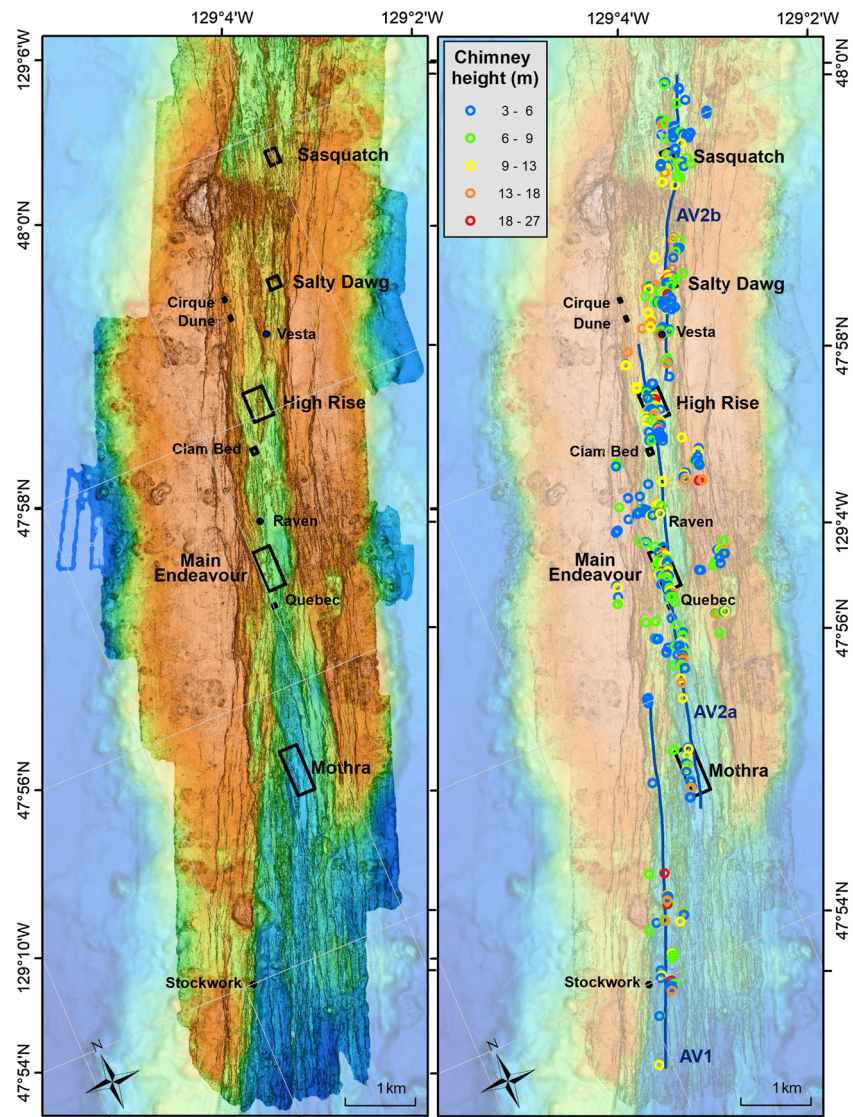 129°4'W
129°2'W
129°6'W
Sasquatch
48°0'N
Salty Dawg
Cirque
Dune
Vesta
High Rise
Clam Bed
47°58'N
Raven
Main
Endeavour
Quebec
Mothra
47°56'N
129°10'W
Stockwork
47°54'N
N
1 km
129°4'W
129°2'W
Chimney
height (m)
3 - 6
6 - 9
9 - 13
13 - 18
18 - 27
48°0'N
Sasquatch
AV2b
Salty Dawg
Cirque
Dune
Vesta
47°58'N
High Rise
Clam Bed
Raven
129°4'W
Main
Endeavour
Quebec
47°56'N
AV2a
Mothra
47°54'N
Stockwork
AV1
N
1 km